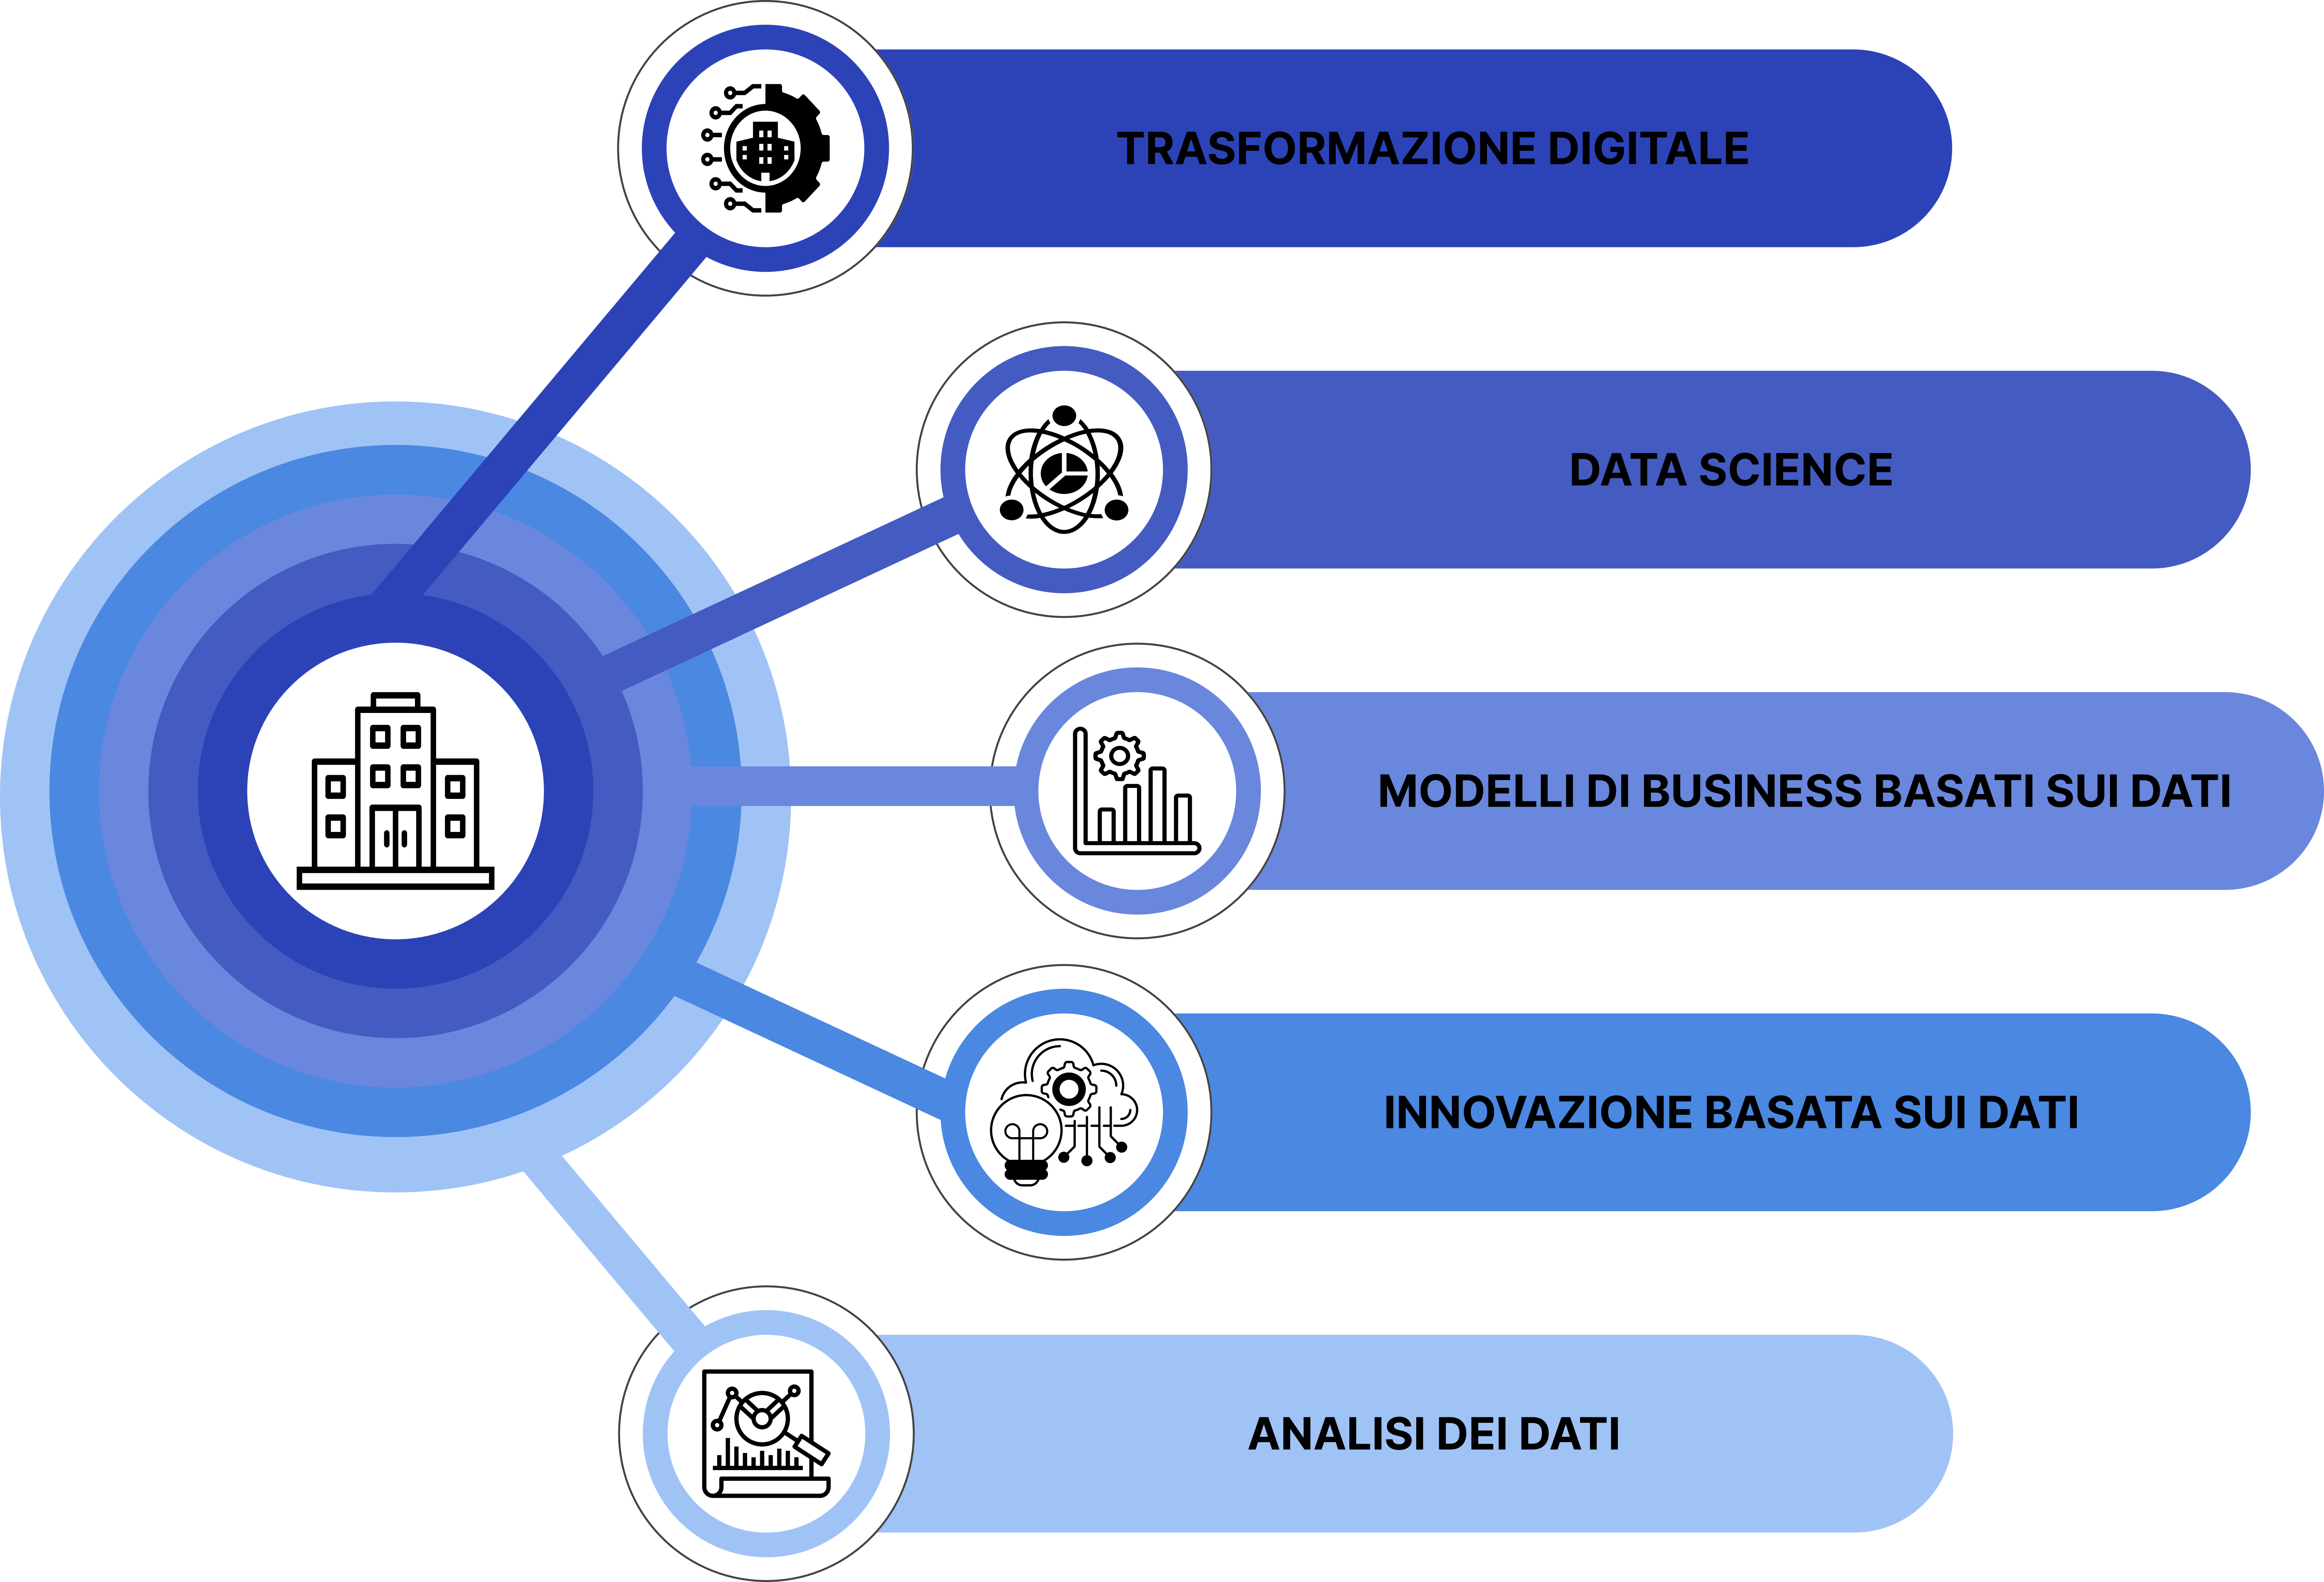 TRASFORMAZIONE DIGITALE
DATA SCIENCE
MODELLI DI BUSINESS BASATI SUI DATI
INNOVAZIONE BASATA SUI DATI
ANALISI DEI DATI